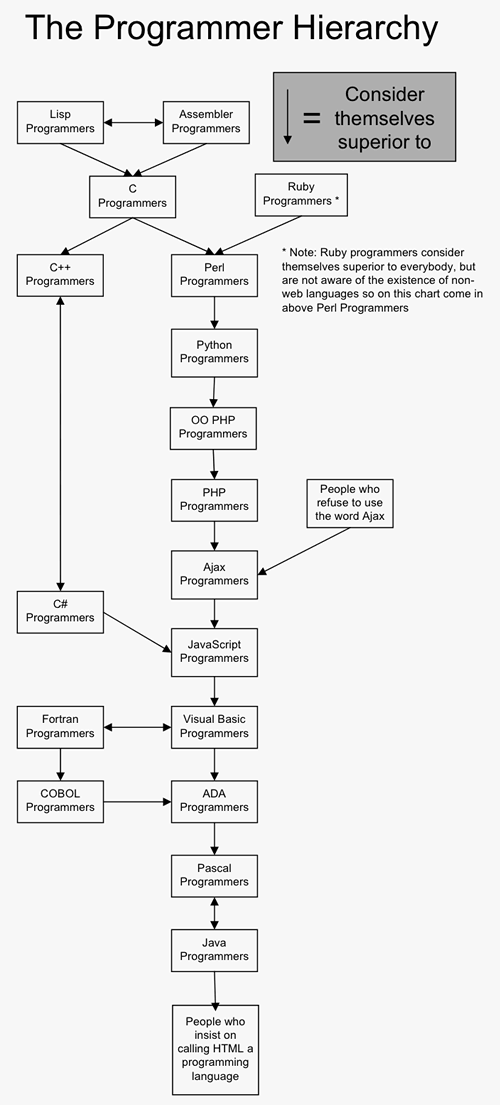 The Programmer Hierarchy
Consider
themselves
superior to
=
Lisp
Programmers
Assembler
Programmers
C
Programmers
Ruby
Programmers *
* Note: Ruby programmers consider
themselves superior to everybody, but
are not aware of the existence of non-
web languages so on this chart come in
above Perl Programmers
C++
Programmers
Perl
Programmers
Python
Programmers
OO PHP
Programmers
PHP
Programmers
People who
refuse to use
the word Ajax
Ajax
Programmers
C#
Programmers
JavaScript
Programmers
Fortran
Programmers
Visual Basic
Programmers
COBOL
Programmers
ADA
Programmers
Pascal
Programmers
Java
Programmers
People who
insist on
calling HTML a
programming
language